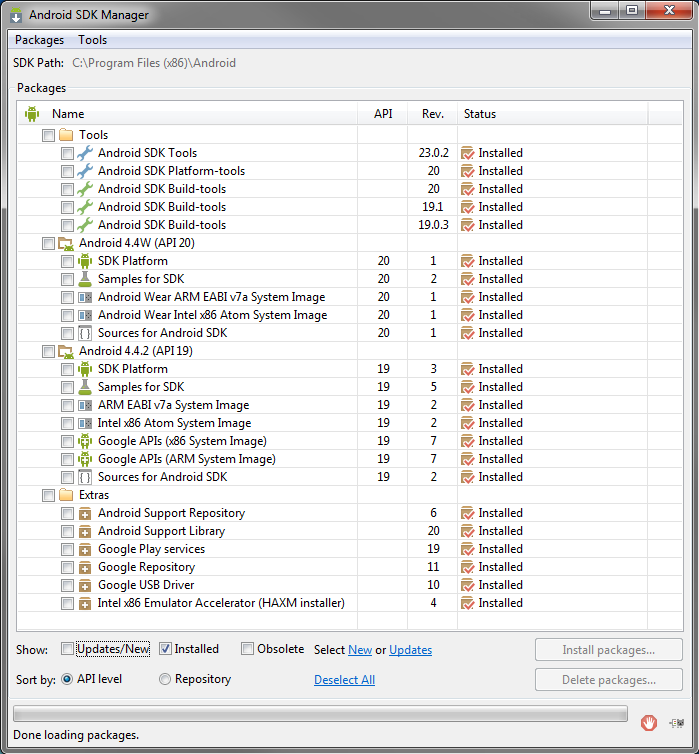 Android SDK Manager
Packages Tools
SDK Path: C:\Program Files (x86)\Android
Packages
Name API Rev. Status
Tools
Android SDK Tools 23.0.2 Installed
Android SDK Platform-tools 20 Installed
Android SDK Build-tools 20 Installed
Android SDK Build-tools 19.1 Installed
Android SDK Build-tools 19.0.3 Installed
Android 4.4W (API 20)
SDK Platform 20 1 Installed
Samples for SDK 20 2 Installed
Android Wear ARM EABI v7a System Image 20 1 Installed
Android Wear Intel x86 Atom System Image 20 1 Installed
Sources for Android SDK 20 1 Installed
Android 4.4.2 (API 19)
SDK Platform 19 3 Installed
Samples for SDK 19 5 Installed
ARM EABI v7a System Image 19 2 Installed
Intel x86 Atom System Image 19 2 Installed
Google APIs (x86 System Image) 19 7 Installed
Google APIs (ARM System Image) 19 7 Installed
Sources for Android SDK 19 2 Installed
Extras
Android Support Repository 6 Installed
Android Support Library 20 Installed
Google Play services 19 Installed
Google Repository 11 Installed
Google USB Driver 10 Installed
Intel x86 Emulator Accelerator (HAXM installer) 4 Installed
Show: Updates/New Installed Obsolete Select New or Updates Install packages...
Sort by: API level Repository Deselect All Delete packages...
Done loading packages.